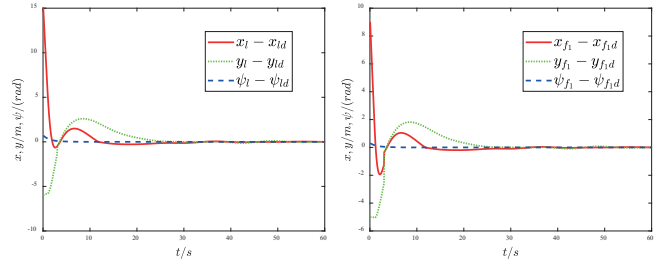 15
10
5
0
-5
-10
0
10
20
30
40
50
60
x, y/m, ψ/(rad)
t/s
x_l − x_{ld}
y_l − y_{ld}
ψ_l − ψ_{ld}
10
8
6
4
2
0
-2
-4
-6
0
10
20
30
40
50
60
x, y/m, ψ/(rad)
t/s
x_{f_1} − x_{f_1d}
y_{f_1} − y_{f_1d}
ψ_{f_1} − ψ_{f_1d}